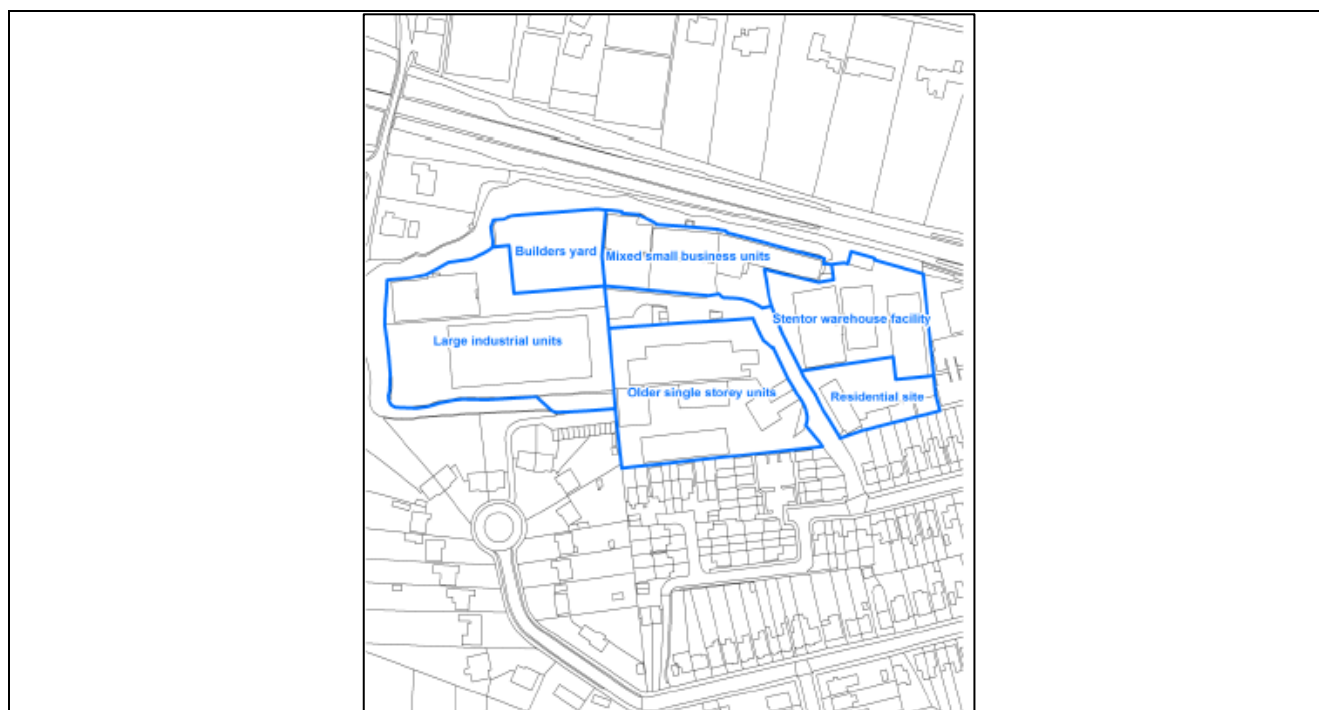 Builders yard
Mixed small business units
Stentor warehouse facility
Large industrial units
Older single storey units
Residential site